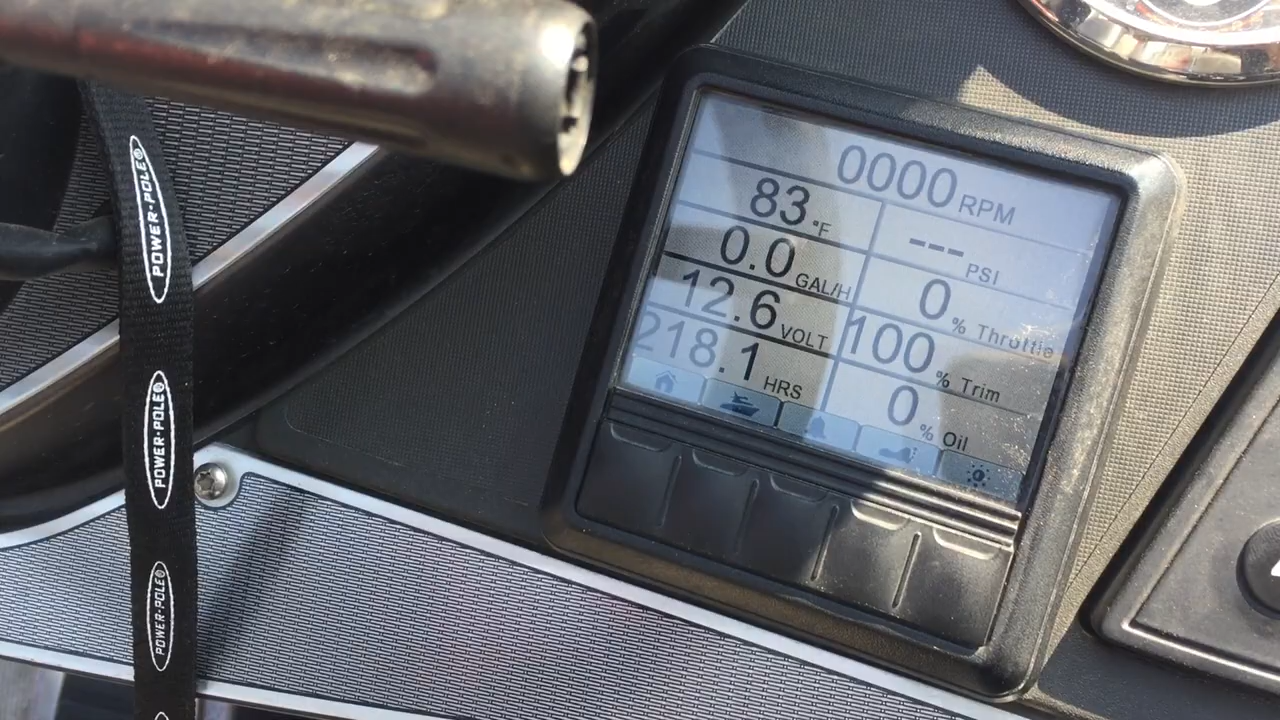 POWER-POLE®
POWER-POLE®
POWER-POLE®
0000 RPM
83 °F
--- PSI
0.0 GAL/H
0 % Throttle
12.6 VOLT
100 % Trim
218.1 HRS
0 % Oil